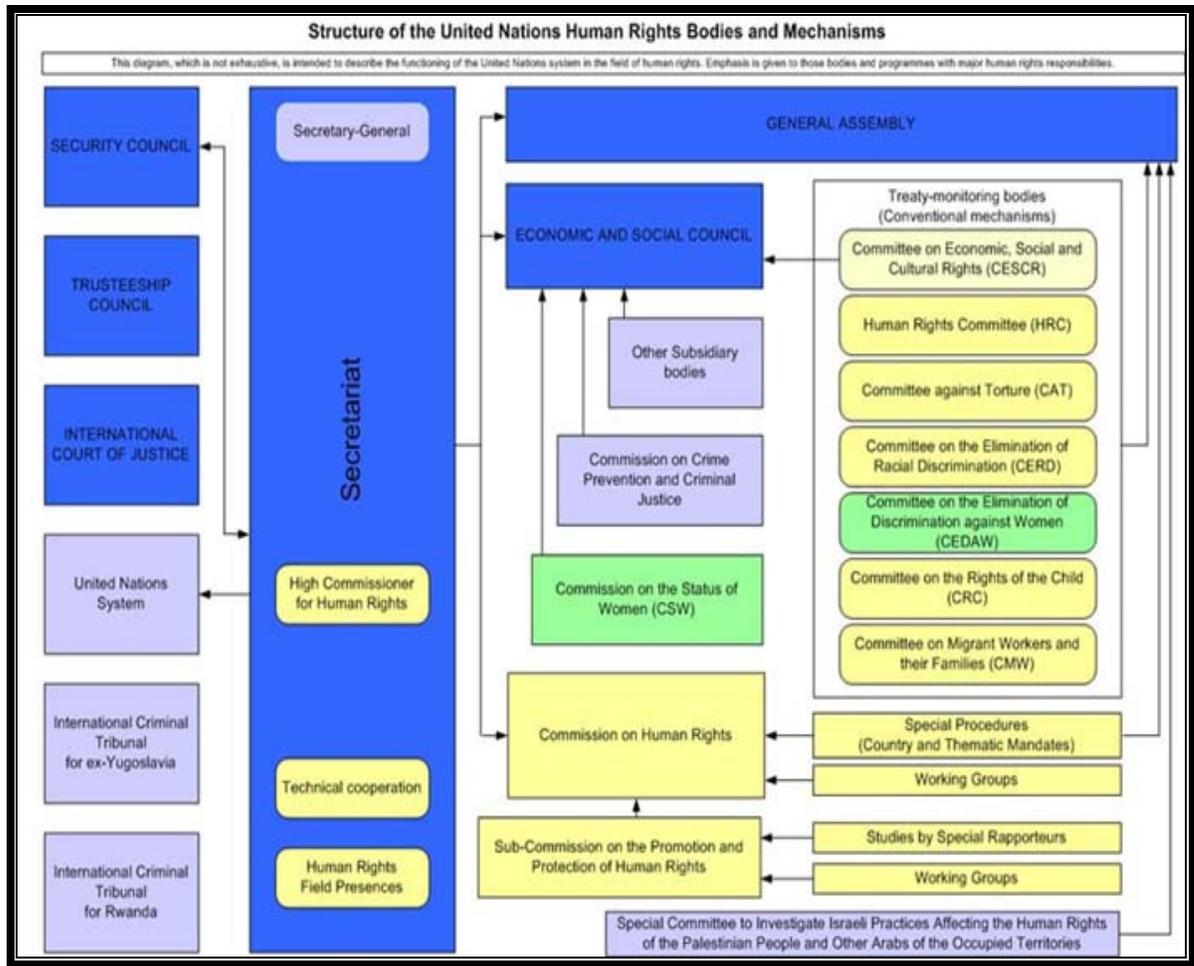 Structure of the United Nations Human Rights Bodies and Mechanisms
This diagram, which is not exhaustive, is intended to describe the functioning of the United Nations system in the field of human rights. Emphasis is given to those bodies and programmes with major human rights responsibilities.
SECURITY COUNCIL
TRUSTEESHIP
COUNCIL
INTERNATIONAL
COURT OF JUSTICE
United Nations
System
International Criminal
Tribunal
for ex-Yugoslavia
International Criminal
Tribunal
for Rwanda
Secretary-General
Secretariat
High Commissioner
for Human Rights
Technical cooperation
Human Rights
Field Presences
GENERAL ASSEMBLY
ECONOMIC AND SOCIAL COUNCIL
Other Subsidiary
bodies
Commission on Crime
Prevention and Criminal
Justice
Commission on the Status of
Women (CSW)
Commission on Human Rights
Sub-Commission on the Promotion and
Protection of Human Rights
Treaty-monitoring bodies
(Conventional mechanisms)
Committee on Economic, Social and
Cultural Rights (CESCR)
Human Rights Committee (HRC)
Committee against Torture (CAT)
Committee on the Elimination of
Racial Discrimination (CERD)
Committee on the Elimination of
Discrimination against Women
(CEDAW)
Committee on the Rights of the Child
(CRC)
Committee on Migrant Workers and
their Families (CMW)
Special Procedures
(Country and Thematic Mandates)
Working Groups
Studies by Special Rapporteurs
Working Groups
Special Committee to Investigate Israeli Practices Affecting the Human Rights
of the Palestinian People and Other Arabs of the Occupied Territories